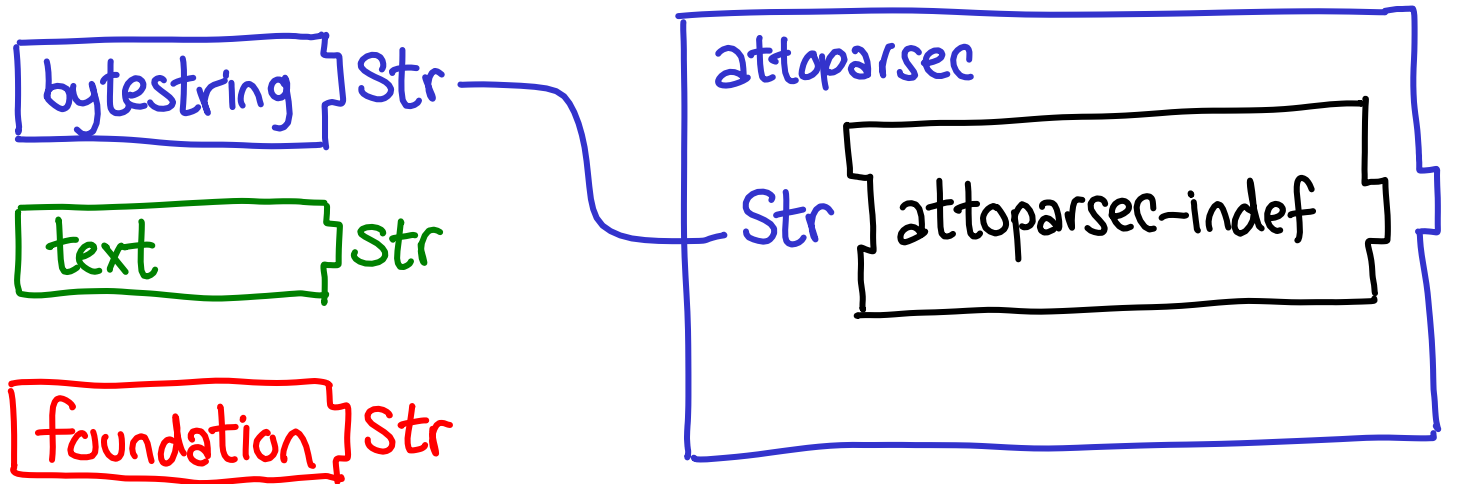 bytestring Str
text Str
foundation Str
attoparsec
Str attoparsec-indef